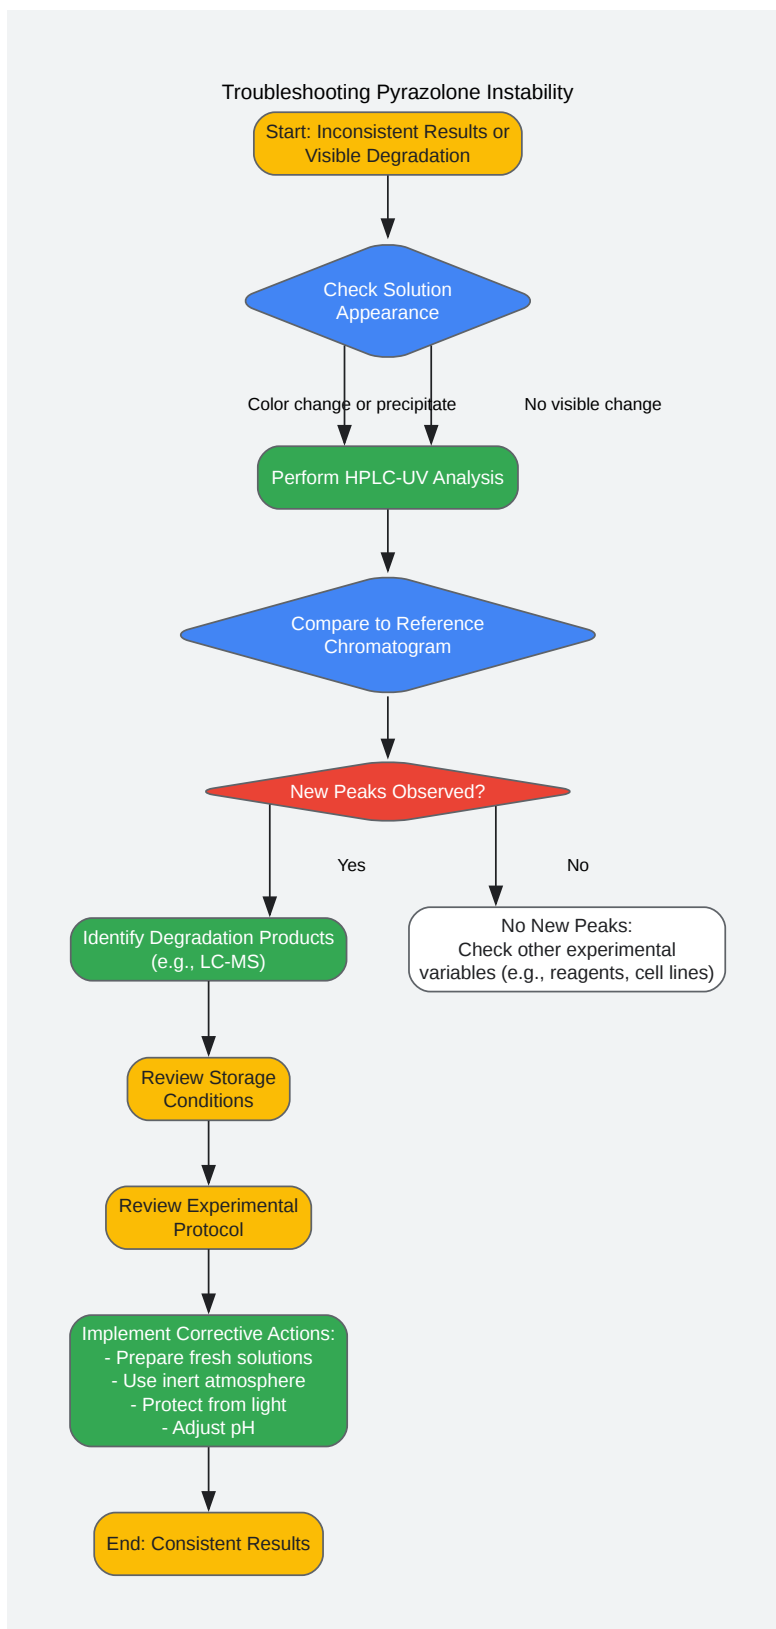 Troubleshooting Pyrazolone Instability
Start: Inconsistent Results or
Visible Degradation
Check Solution
Appearance
Color change or precipitate
No visible change
Perform HPLC-UV Analysis
Compare to Reference
Chromatogram
New Peaks Observed?
Yes
No
Identify Degradation Products
(e.g., LC-MS)
No New Peaks:
Check other experimental
variables (e.g., reagents, cell lines)
Review Storage
Conditions
Review Experimental
Protocol
Implement Corrective Actions:
- Prepare fresh solutions
- Use inert atmosphere
- Protect from light
- Adjust pH
End: Consistent Results